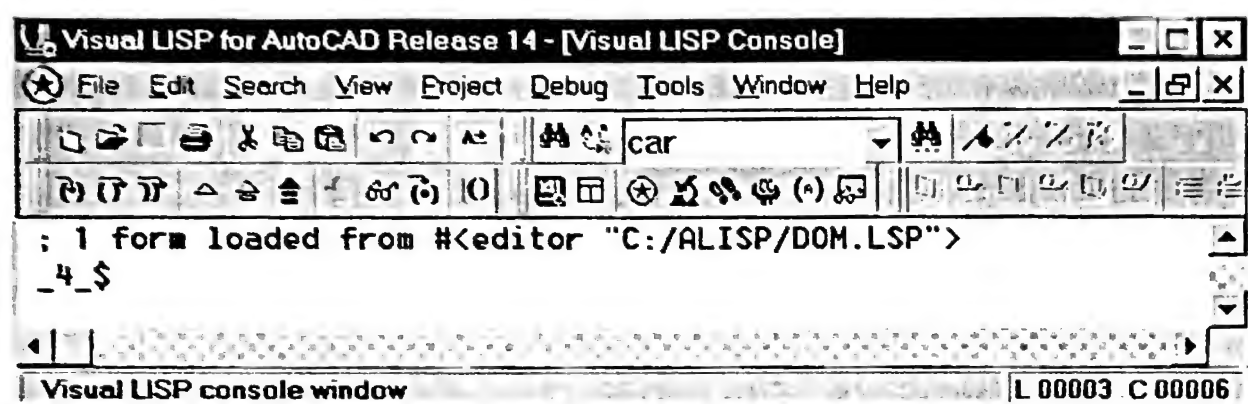 Visual LISP for AutoCAD Release 14 - [Visual LISP Console]
File Edit Search View Project Debug Tools Window Help
car
; 1 form loaded from #<editor "C:/ALISP/DOM.LSP">
_4_$
Visual LISP console window L 00003 C 00006